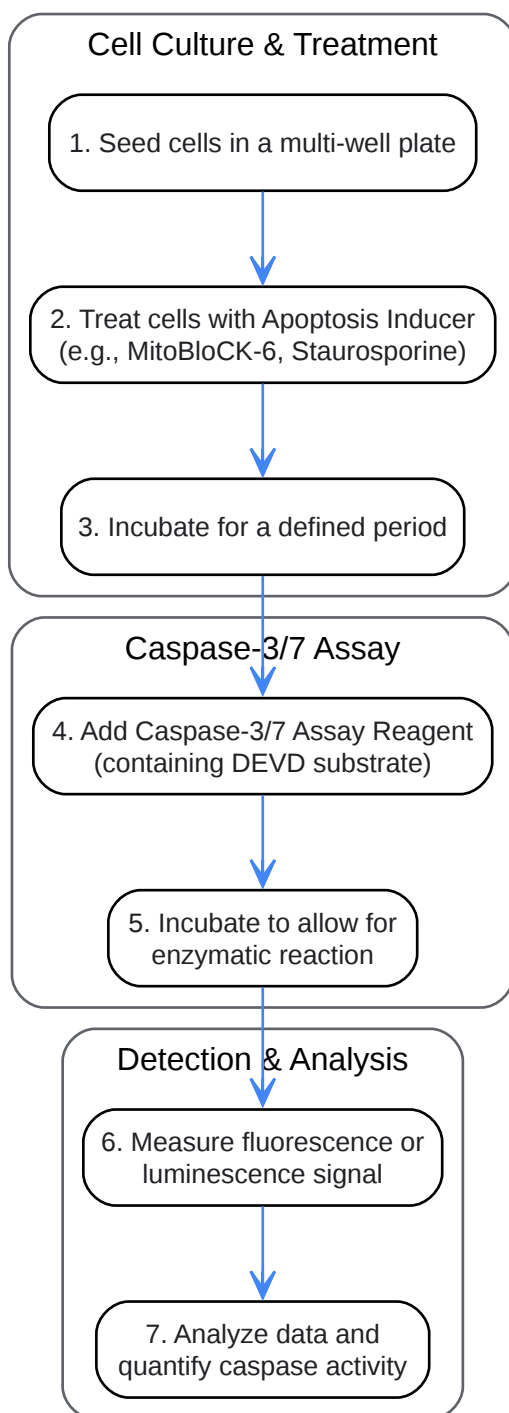 Cell Culture & Treatment
1. Seed cells in a multi-well plate
2. Treat cells with Apoptosis Inducer
(e.g., MitoBloCK-6, Staurosporine)
3. Incubate for a defined period
Caspase-3/7 Assay
4. Add Caspase-3/7 Assay Reagent
(containing DEVD substrate)
5. Incubate to allow for
enzymatic reaction
Detection & Analysis
6. Measure fluorescence or
luminescence signal
7. Analyze data and
quantify caspase activity